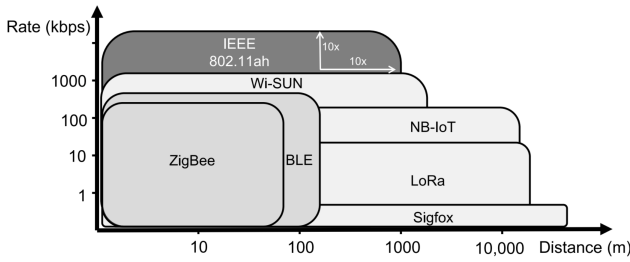 Rate (kbps)
IEEE
802.11ah
10x
10x
1000
Wi-SUN
100
NB-IoT
10
ZigBee
BLE
LoRa
1
Sigfox
10
100
1000
10,000
Distance (m)